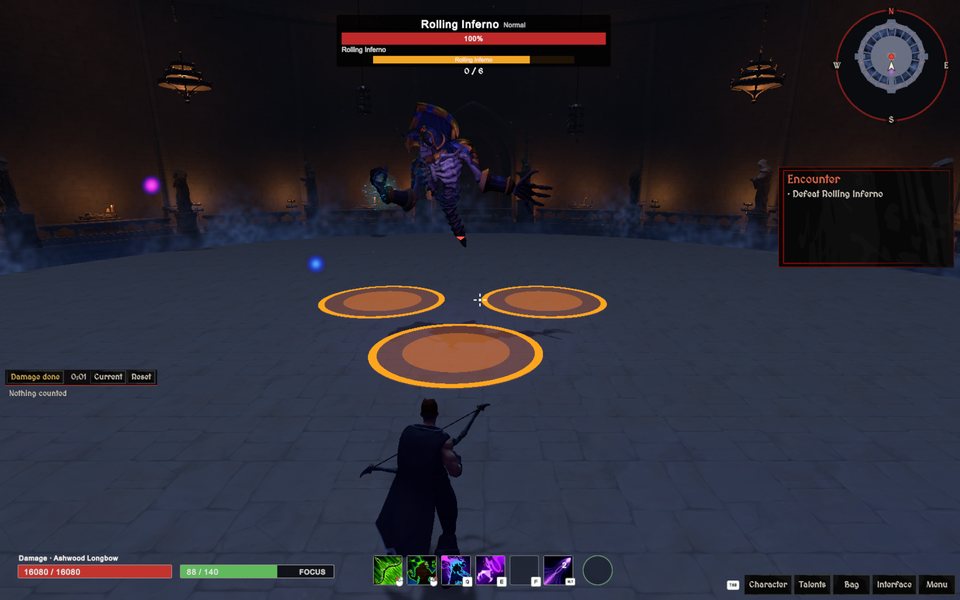 Rolling Inferno Normal
100%
Rolling Inferno
Rolling Inferno
0 / 6
N
W
E
S
Encounter
• Defeat Rolling Inferno
Damage done 0:01 Current Reset
Nothing counted
Damage · Ashwood Longbow
16080 / 16080
88 / 140 FOCUS
Q
E
F
Character
Talents
Bag
Interface
Menu